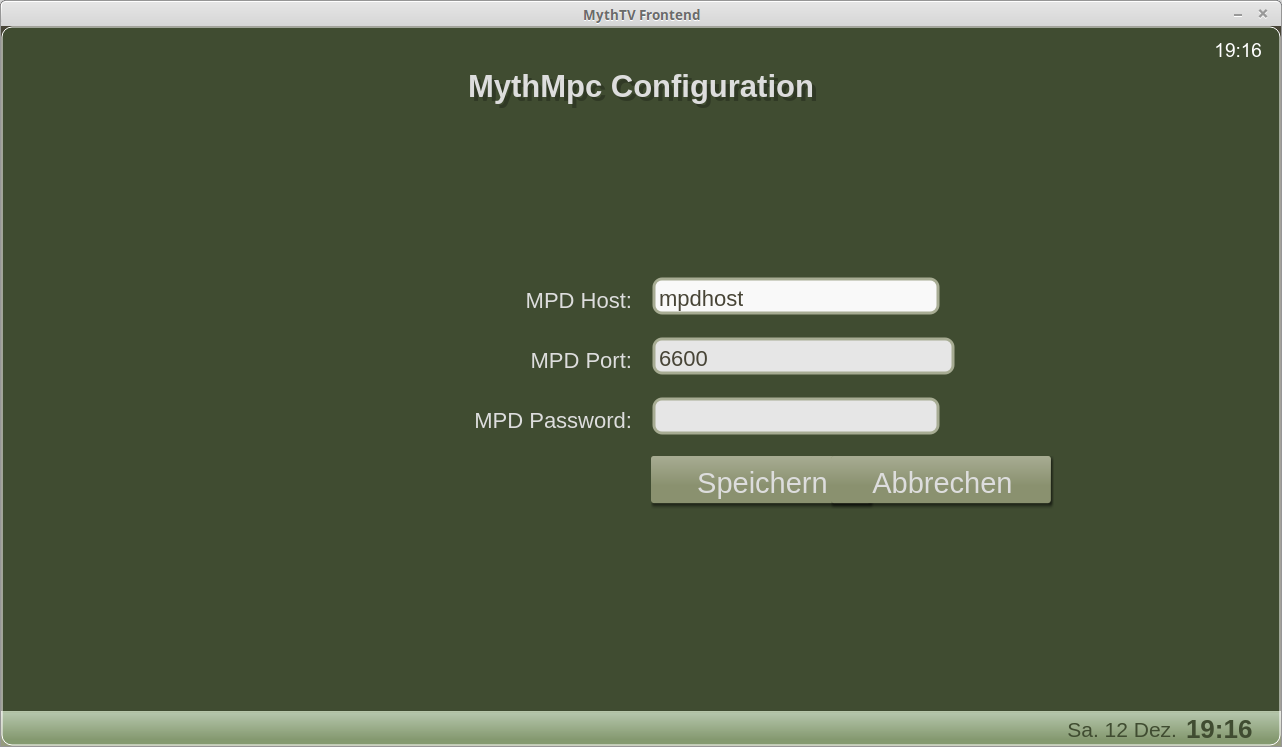 MythTV Frontend
19:16
MythMpc Configuration
MPD Host: mpdhost
MPD Port: 6600
MPD Password:
Speichern Abbrechen
Sa. 12 Dez. 19:16